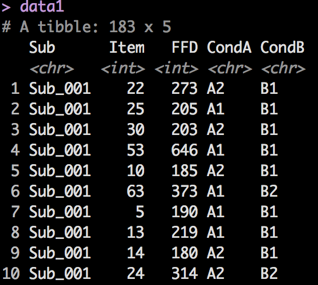 > data1
# A tibble: 183 x 5
Sub Item FFD CondA CondB
<chr> <int> <int> <chr> <chr>
1 Sub_001 22 273 A2 B1
2 Sub_001 25 205 A1 B1
3 Sub_001 30 203 A2 B1
4 Sub_001 53 646 A1 B1
5 Sub_001 10 185 A2 B1
6 Sub_001 63 373 A1 B2
7 Sub_001 5 190 A1 B1
8 Sub_001 13 219 A1 B1
9 Sub_001 14 180 A2 B1
10 Sub_001 24 314 A2 B2